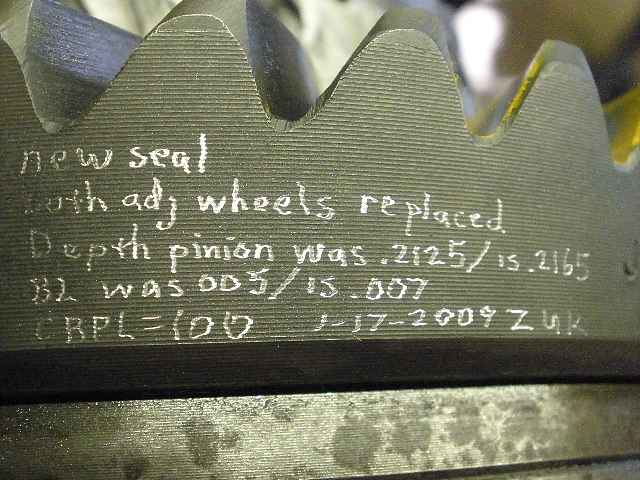 new seal
both adj wheels replaced
Depth pinion was .2125/is .2165
BL was 005/is .007
CRPL=100 1-17-2009 ZUK